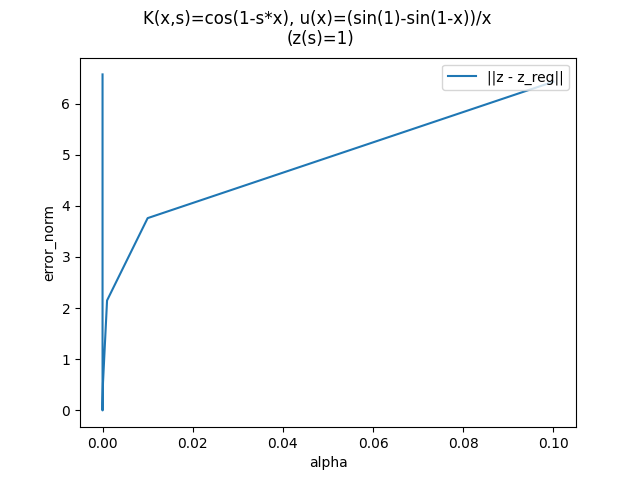 K(x,s)=cos(1-s*x), u(x)=(sin(1)-sin(1-x))/x
(z(s)=1)
||z - z_reg||
6
5
4
3
2
1
0
error_norm
0.00 0.02 0.04 0.06 0.08 0.10
alpha